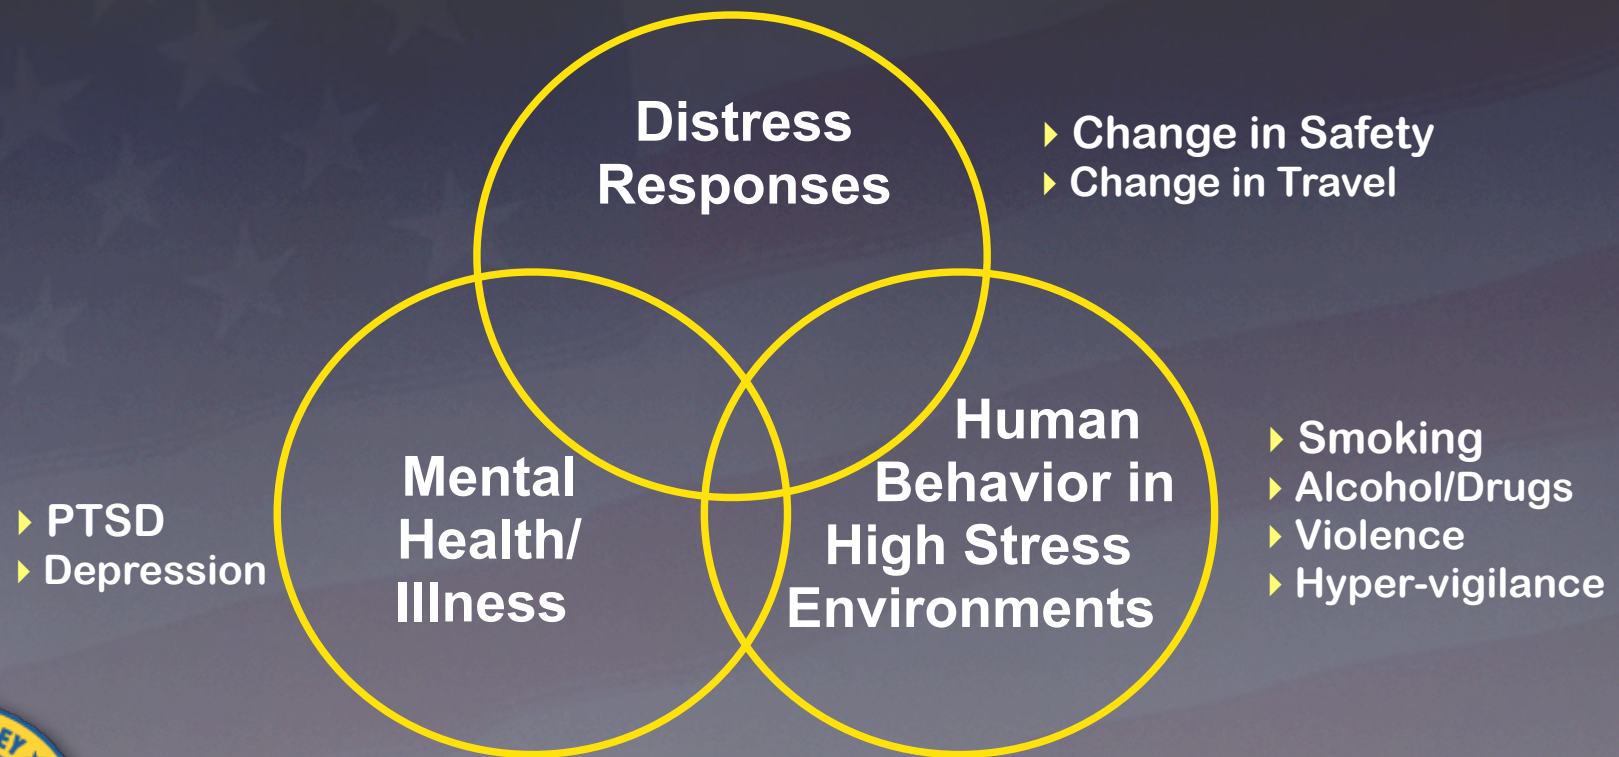 Distress
Responses
▸ Change in Safety
▸ Change in Travel
Mental
Health/
Illness
▸ PTSD
▸ Depression
Human
Behavior in
High Stress
Environments
▸ Smoking
▸ Alcohol/Drugs
▸ Violence
▸ Hyper-vigilance